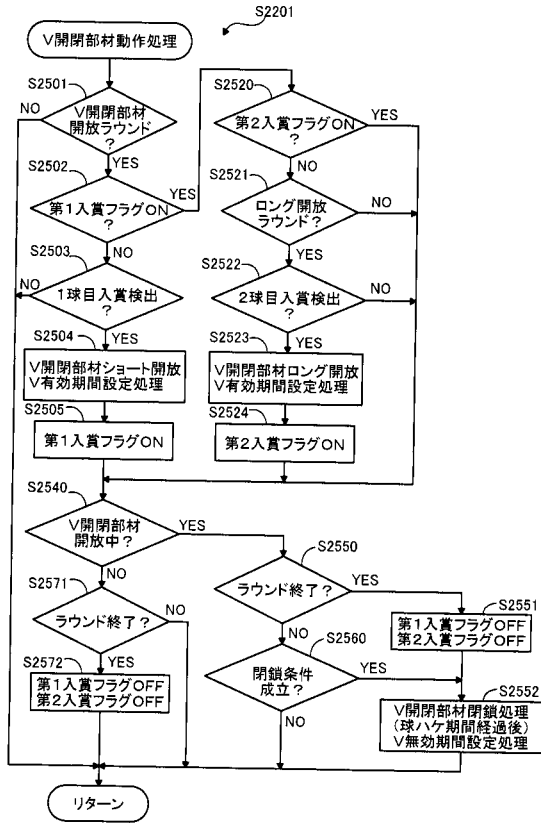 S2201
V開閉部材動作処理
S2501
NO
V開閉部材
開放ラウンド
?
YES
S2502
第1入賞フラグON
?
YES
NO
S2503
NO
1球目入賞検出
?
YES
S2504
V開閉部材ショート開放
V有効期間設定処理
S2505
第1入賞フラグON
S2520
第2入賞フラグON
?
YES
NO
S2521
ロング開放
ラウンド?
NO
YES
S2522
2球目入賞検出
?
NO
YES
S2523
V開閉部材ロング開放
V有効期間設定処理
S2524
第2入賞フラグON
S2540
V開閉部材
開放中?
YES
NO
S2571
ラウンド終了?
NO
YES
S2572
第1入賞フラグOFF
第2入賞フラグOFF
S2550
ラウンド終了?
YES
NO
S2551
第1入賞フラグOFF
第2入賞フラグOFF
S2560
閉鎖条件
成立?
YES
NO
S2552
V開閉部材閉鎖処理
(球ハケ期間経過後)
V無効期間設定処理
リターン